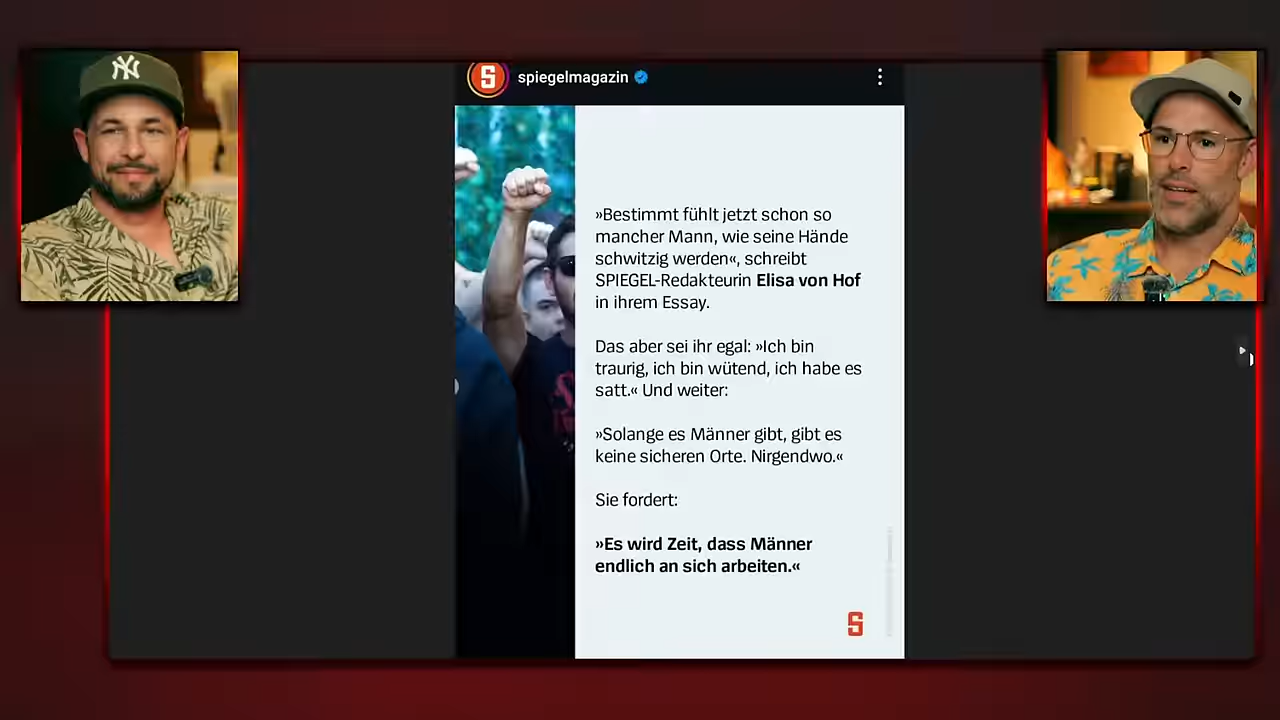 NY
spiegelmagazin
»Bestimmt fühlt jetzt schon so
mancher Mann, wie seine Hände
schwitzig werden«, schreibt
SPIEGEL-Redakteurin Elisa von Hof
in ihrem Essay.
Das aber sei ihr egal: »Ich bin
traurig, ich bin wütend, ich habe es
satt.« Und weiter:
»Solange es Männer gibt, gibt es
keine sicheren Orte. Nirgendwo.«
Sie fordert:
»Es wird Zeit, dass Männer
endlich an sich arbeiten.«
S